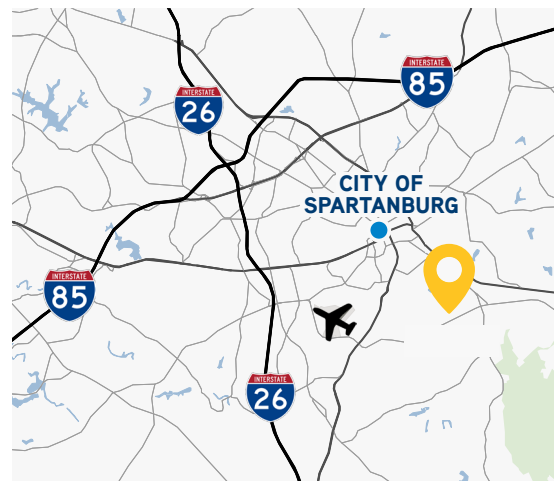 INTERSTATE
85
INTERSTATE
26
CITY OF
SPARTANBURG
INTERSTATE
85
INTERSTATE
26